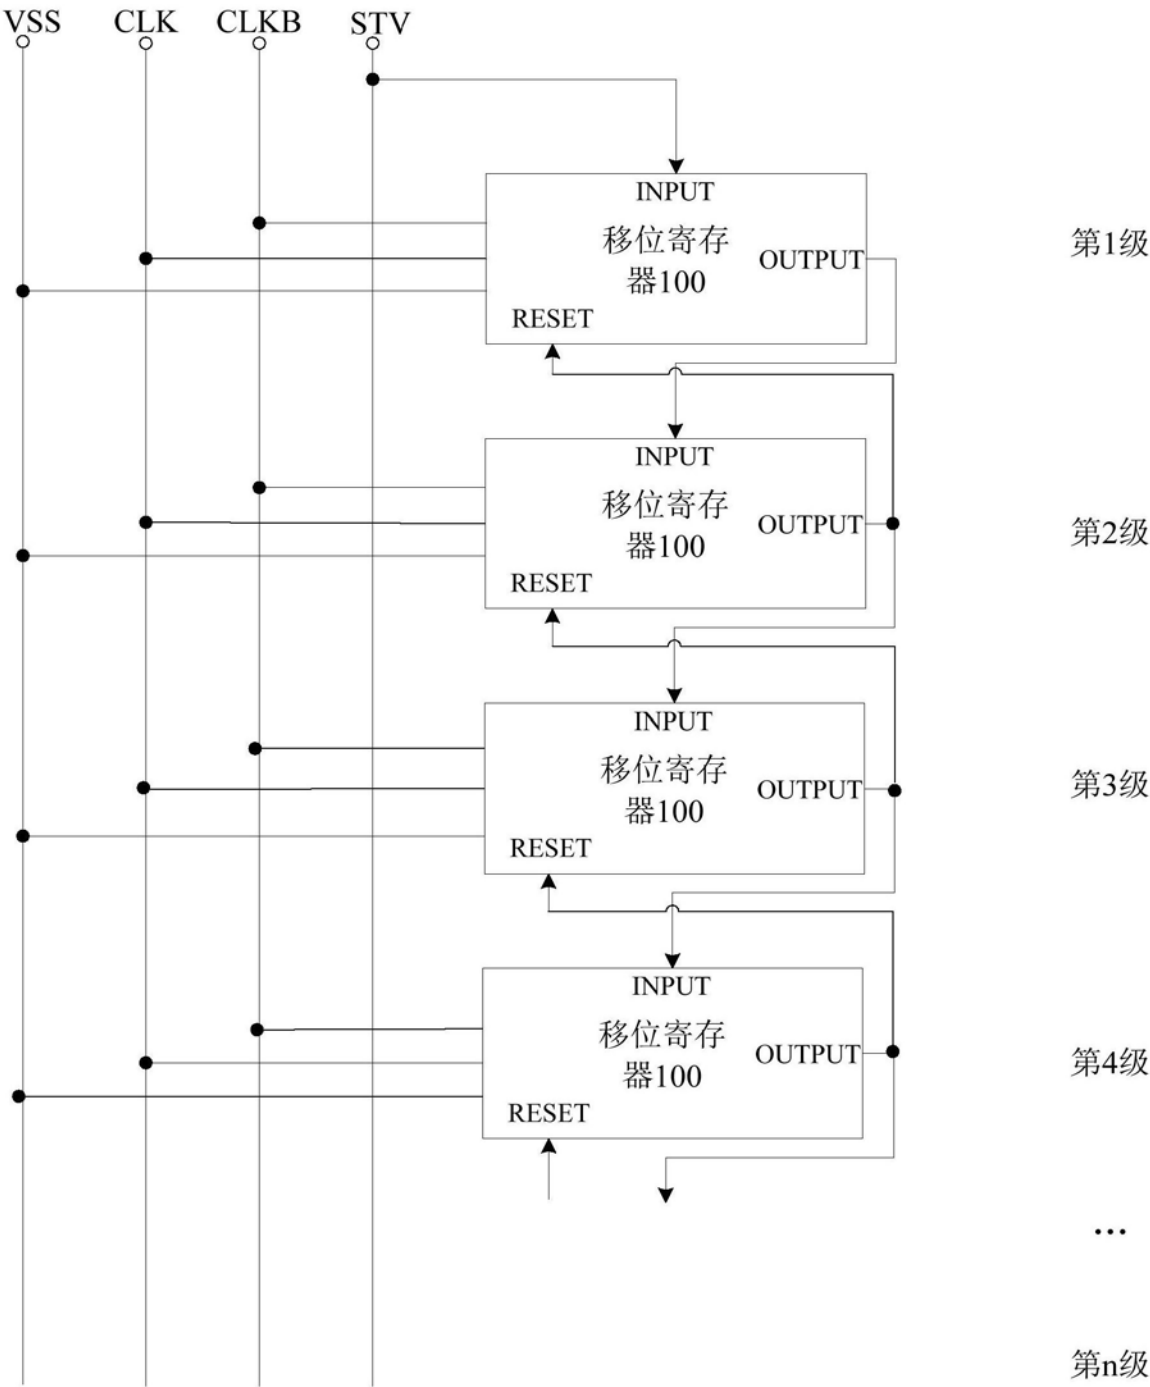 VSS CLK CLKB STV
INPUT
移位寄存
器100
OUTPUT
RESET
第1级
INPUT
移位寄存
器100
OUTPUT
RESET
第2级
INPUT
移位寄存
器100
OUTPUT
RESET
第3级
INPUT
移位寄存
器100
OUTPUT
RESET
第4级
...
第n级